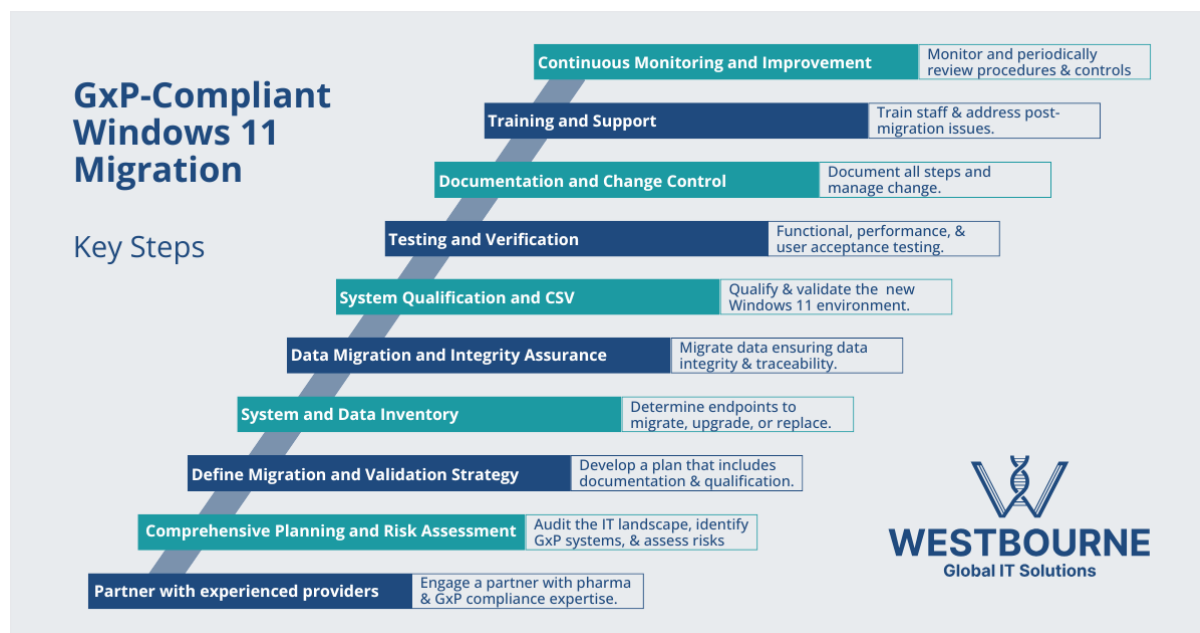 GxP-Compliant
Windows 11
Migration
Key Steps
Continuous Monitoring and Improvement
Monitor and periodically
review procedures & controls
Training and Support
Train staff & address post-
migration issues.
Documentation and Change Control
Document all steps and
manage change.
Testing and Verification
Functional, performance, &
user acceptance testing.
System Qualification and CSV
Qualify & validate the new
Windows 11 environment.
Data Migration and Integrity Assurance
Migrate data ensuring data
integrity & traceability.
System and Data Inventory
Determine endpoints to
migrate, upgrade, or replace.
Define Migration and Validation Strategy
Develop a plan that includes
documentation & qualification.
Comprehensive Planning and Risk Assessment
Audit the IT landscape, identify
GxP systems, & assess risks
Partner with experienced providers
Engage a partner with pharma
& GxP compliance expertise.
WESTBOURNE
Global IT Solutions